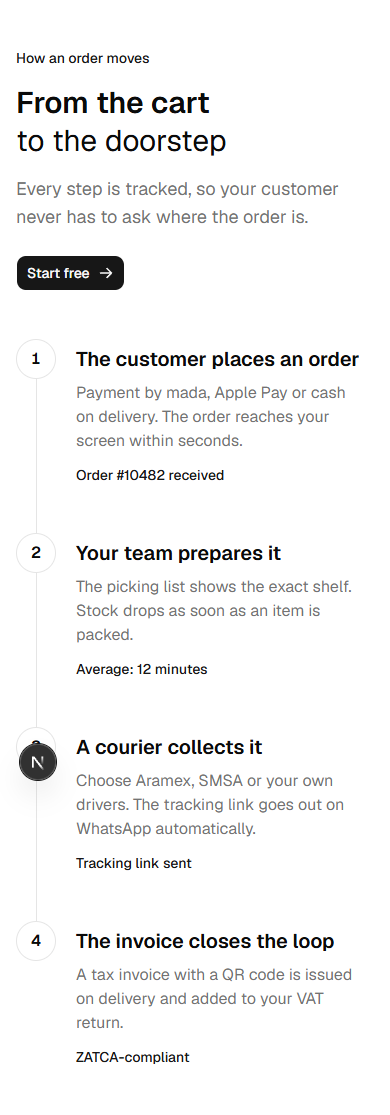 How an order moves
From the cart
to the doorstep
Every step is tracked, so your customer
never has to ask where the order is.
Start free
1
The customer places an order
Payment by mada, Apple Pay or cash
on delivery. The order reaches your
screen within seconds.
Order #10482 received
2
Your team prepares it
The picking list shows the exact shelf.
Stock drops as soon as an item is
packed.
Average: 12 minutes
N
A courier collects it
Choose Aramex, SMSA or your own
drivers. The tracking link goes out on
WhatsApp automatically.
Tracking link sent
4
The invoice closes the loop
A tax invoice with a QR code is issued
on delivery and added to your VAT
return.
ZATCA-compliant